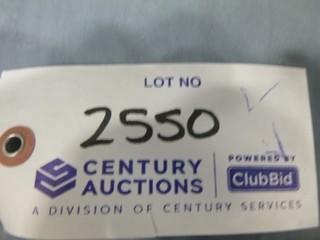 LOT NO
2550
CENTURY
AUCTIONS
POWERED BY
ClubBid
A DIVISION OF CENTURY SERVICES